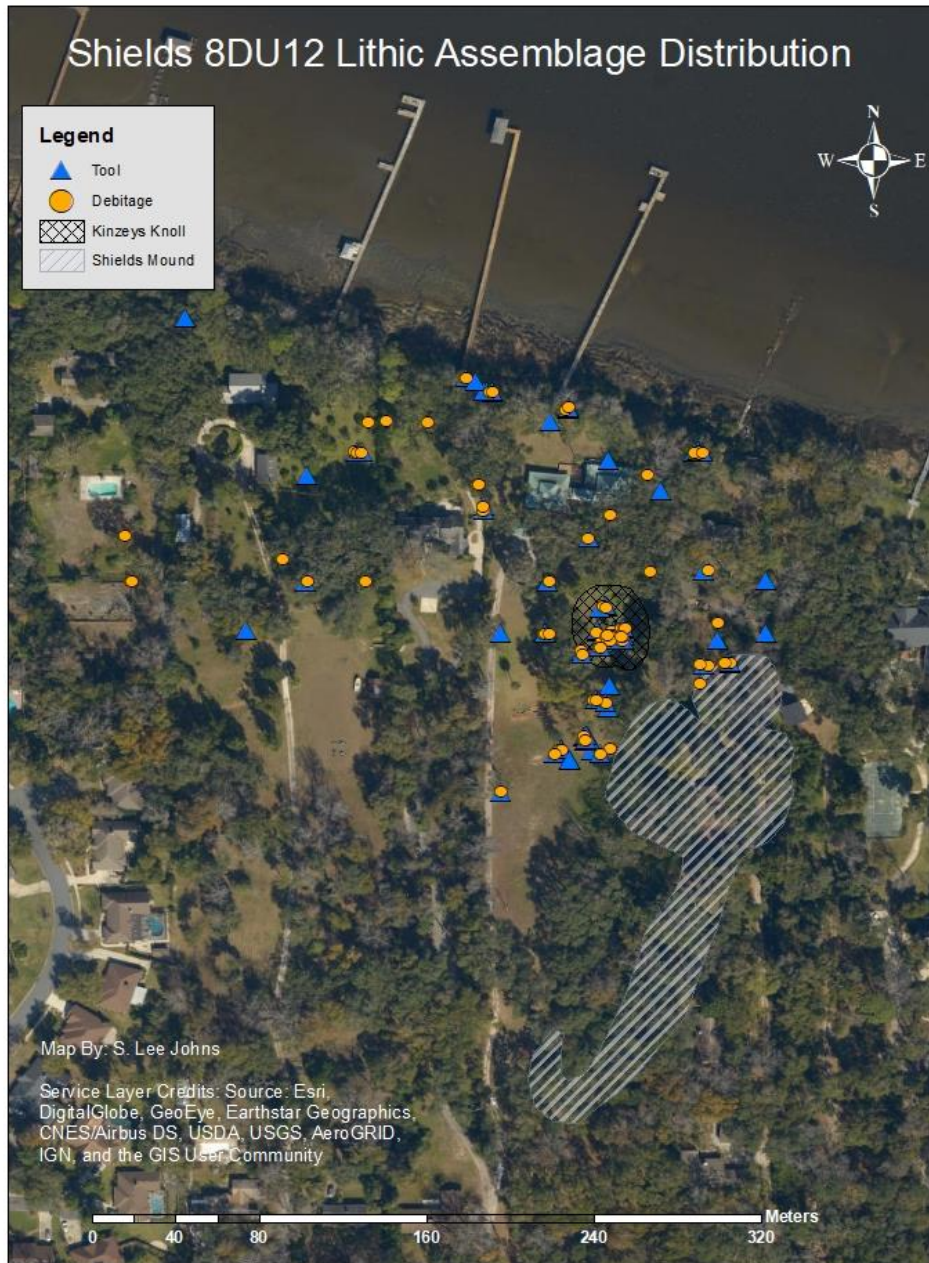 Shields 8DU12 Lithic Assemblage Distribution
Legend
Tool
Debitage
Kinzeys Knoll
Shields Mound
N
W E
S
Map By: S. Lee Johns
Service Layer Credits: Source: Esri,
DigitalGlobe, GeoEye, Earthstar Geographics,
CNES/Airbus DS, USDA, USGS, AeroGRID,
IGN, and the GIS User Community
Meters
0 40 80 160 240 320